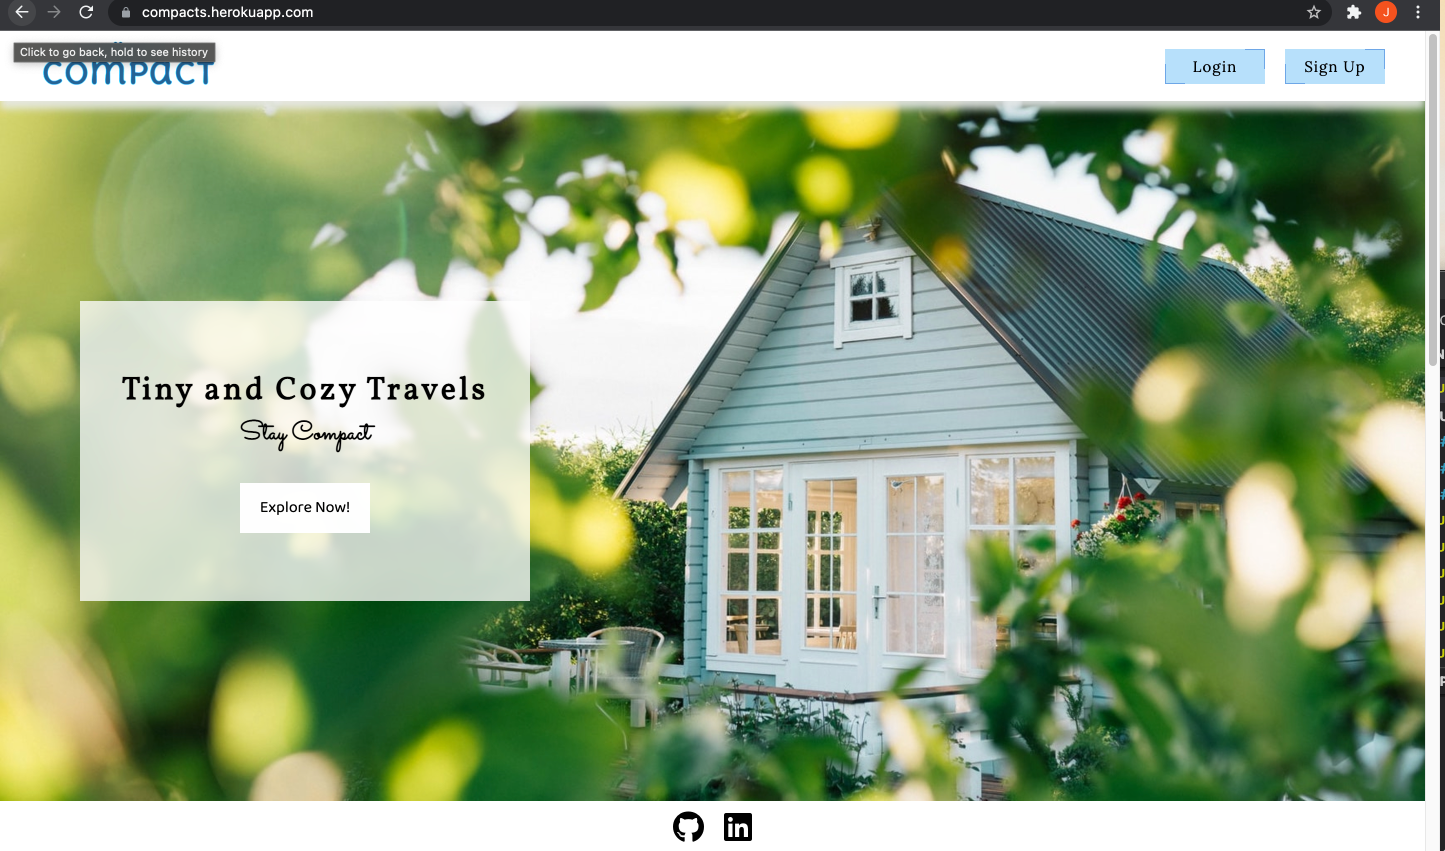 compacts.herokuapp.com
J
Click to go back, hold to see history
compact
Login
Sign Up
Tiny and Cozy Travels
Stay Compact
Explore Now!
in